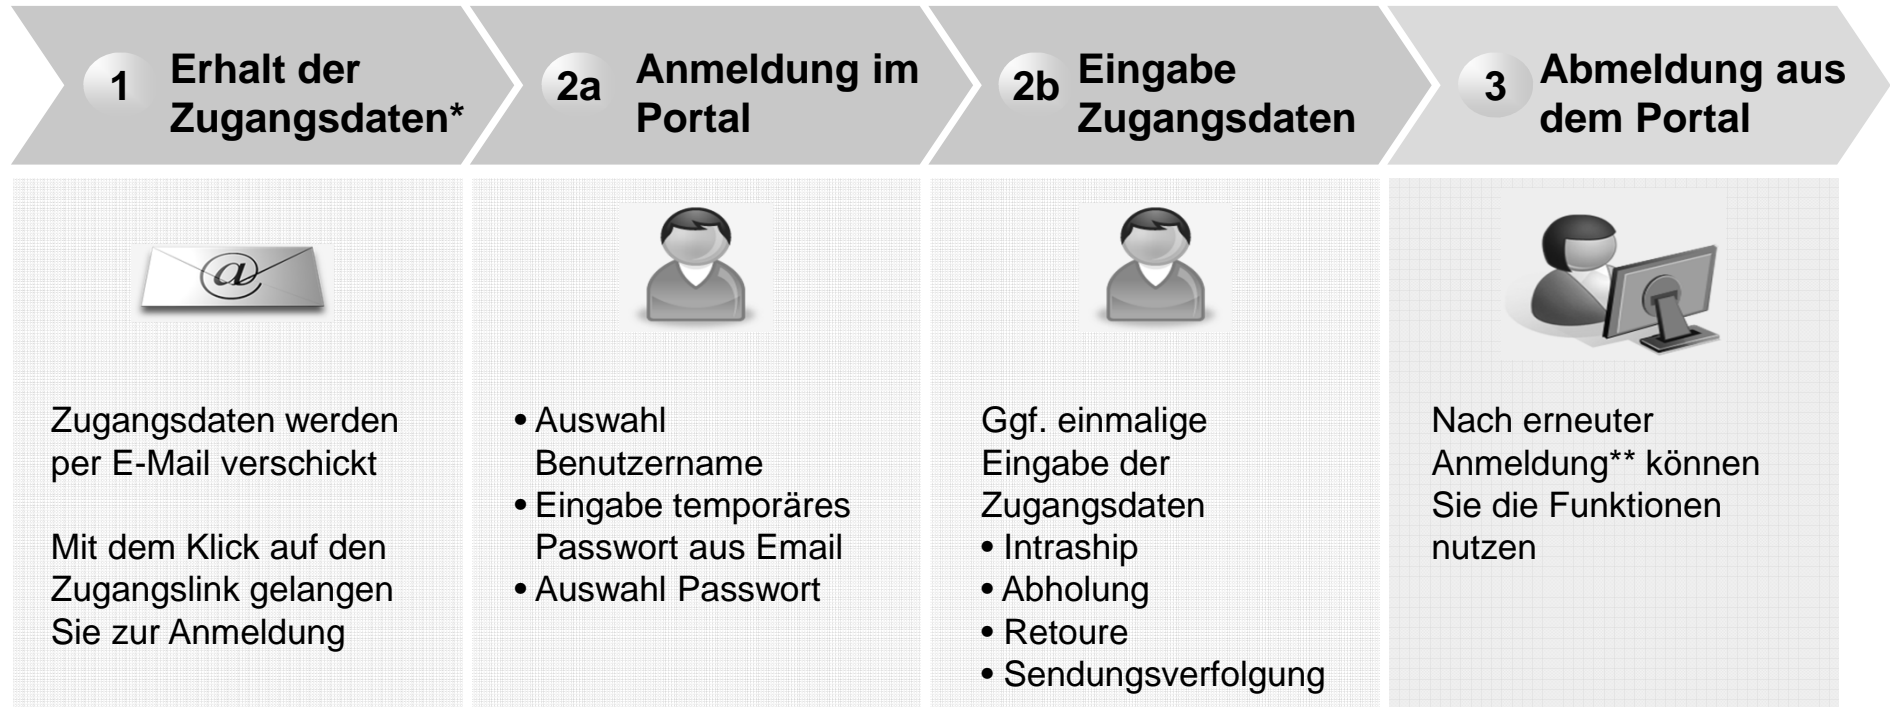 1
Erhalt der
Zugangsdaten*
2a
Anmeldung im
Portal
2b
Eingabe
Zugangsdaten
3
Abmeldung aus
dem Portal
@
Zugangsdaten werden
per E-Mail verschickt
Mit dem Klick auf den
Zugangslink gelangen
Sie zur Anmeldung
• Auswahl
Benutzername
• Eingabe temporäres
Passwort aus Email
• Auswahl Passwort
Ggf. einmalige
Eingabe der
Zugangsdaten
• Intraship
• Abholung
• Retoure
• Sendungsverfolgung
Nach erneuter
Anmeldung** können
Sie die Funktionen
nutzen